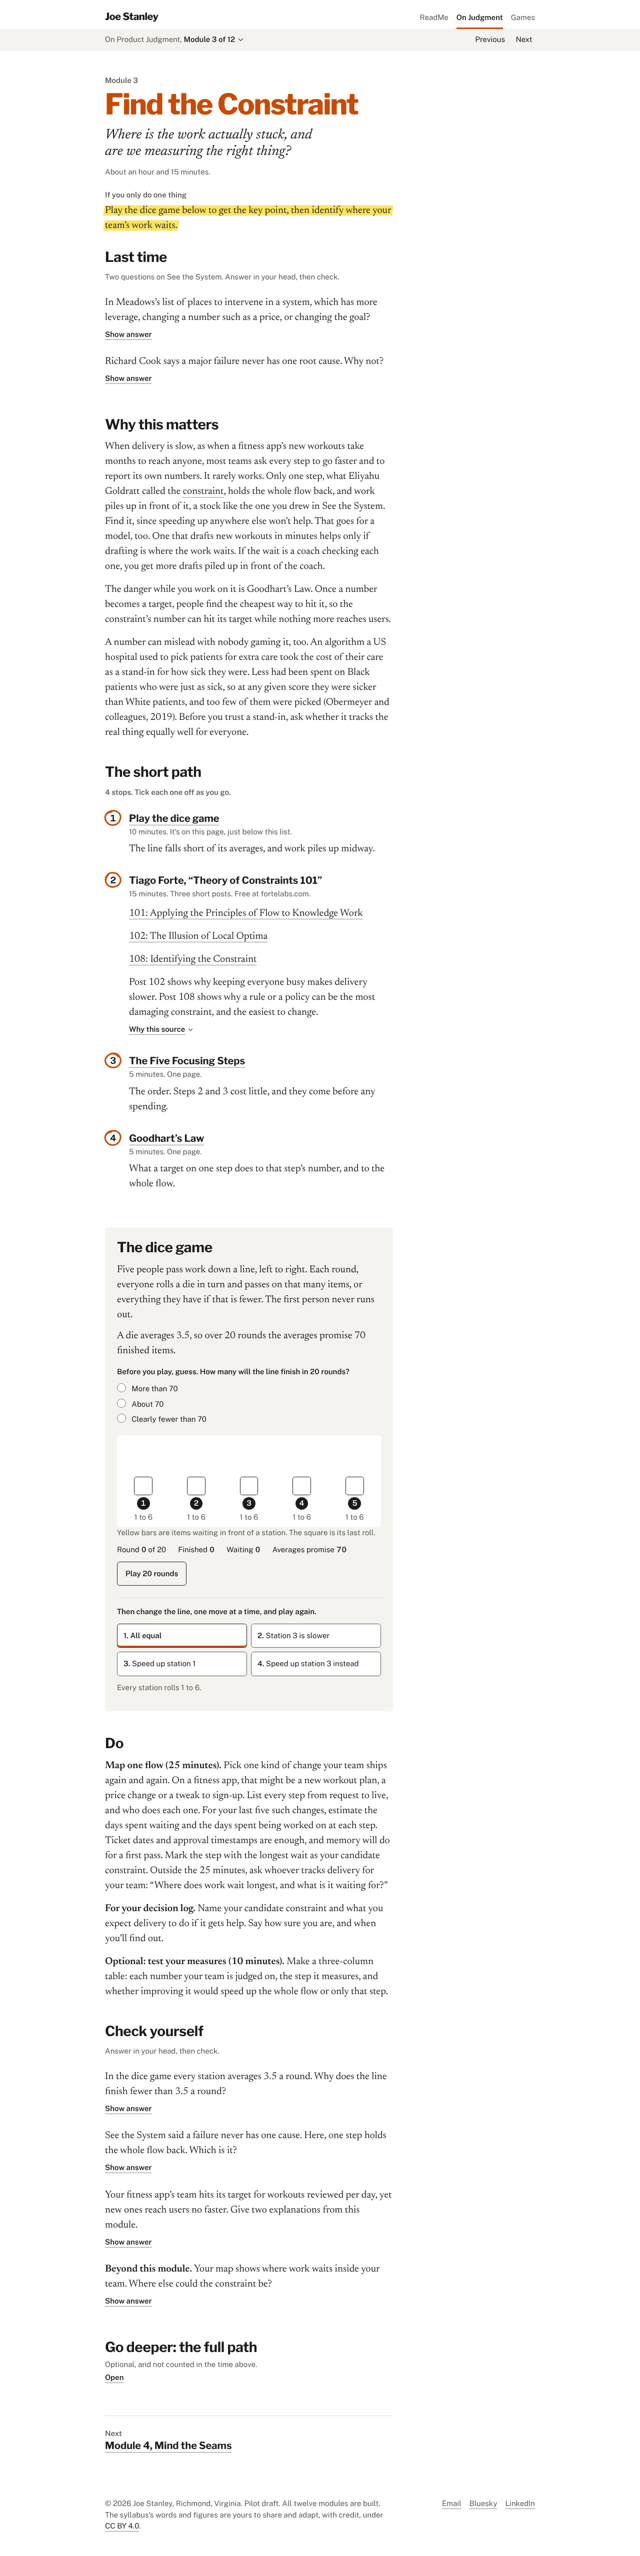 Joe Stanley
ReadMe On Judgment Games
On Product Judgment, Module 3 of 12
Previous Next
Module 3
Find the Constraint
Where is the work actually stuck, and
are we measuring the right thing?
About an hour and 15 minutes.
If you only do one thing
Play the dice game below to get the key point, then identify where your
team's work waits.
Last time
Two questions on See the System. Answer in your head, then check.
In Meadows's list of places to intervene in a system, which has more
leverage, changing a number such as a price, or changing the goal?
Show answer
Richard Cook says a major failure never has one root cause. Why not?
Show answer
Why this matters
When delivery is slow, as when a fitness app's new workouts take
months to reach anyone, most teams ask every step to go faster and to
report its own numbers. It rarely works. Only one step, what Eliyahu
Goldratt called the constraint, holds the whole flow back, and work
piles up in front of it, a stock like the one you drew in See the System.
Find it, since speeding up anywhere else won't help. That goes for a
model, too. One that drafts new workouts in minutes helps only if
drafting is where the work waits. If the wait is a coach checking each
one, you get more drafts piled up in front of the coach.
The danger while you work on it is Goodhart's Law. Once a number
becomes a target, people find the cheapest way to hit it, so the
constraint's number can hit its target while nothing more reaches users.
A number can mislead with nobody gaming it, too. An algorithm a US
hospital used to pick patients for extra care took the cost of their care
as a stand-in for how sick they were. Less had been spent on Black
patients who were just as sick, so at any given score they were sicker
than White patients, and too few of them were picked (Obermeyer and
colleagues, 2019). Before you trust a stand-in, ask whether it tracks the
real thing equally well for everyone.
The short path
4 stops. Tick each one off as you go.
1 Play the dice game
10 minutes. It's on this page, just below this list.
The line falls short of its averages, and work piles up midway.
2 Tiago Forte, “Theory of Constraints 101”
15 minutes. Three short posts. Free at fortelabs.com.
101: Applying the Principles of Flow to Knowledge Work
102: The Illusion of Local Optima
108: Identifying the Constraint
Post 102 shows why keeping everyone busy makes delivery
slower. Post 108 shows why a rule or a policy can be the most
damaging constraint, and the easiest to change.
Why this source
3 The Five Focusing Steps
5 minutes. One page.
The order. Steps 2 and 3 cost little, and they come before any
spending.
4 Goodhart's Law
5 minutes. One page.
What a target on one step does to that step's number, and to the
whole flow.
The dice game
Five people pass work down a line, left to right. Each round,
everyone rolls a die in turn and passes on that many items, or
everything they have if that is fewer. The first person never runs
out.
A die averages 3.5, so over 20 rounds the averages promise 70
finished items.
Before you play, guess. How many will the line finish in 20 rounds?
More than 70
About 70
Clearly fewer than 70
1 2 3 4 5
1 to 6 1 to 6 1 to 6 1 to 6 1 to 6
Yellow bars are items waiting in front of a station. The square is its last roll.
Round 0 of 20 Finished 0 Waiting 0 Averages promise 70
Play 20 rounds
Then change the line, one move at a time, and play again.
1. All equal
2. Station 3 is slower
3. Speed up station 1
4. Speed up station 3 instead
Every station rolls 1 to 6.
Do
Map one flow (25 minutes). Pick one kind of change your team ships
again and again. On a fitness app, that might be a new workout plan, a
price change or a tweak to sign-up. List every step from request to live,
and who does each one. For your last five such changes, estimate the
days spent waiting and the days spent being worked on at each step.
Ticket dates and approval timestamps are enough, and memory will do
for a first pass. Mark the step with the longest wait as your candidate
constraint. Outside the 25 minutes, ask whoever tracks delivery for
your team: “Where does work wait longest, and what is it waiting for?”
For your decision log. Name your candidate constraint and what you
expect delivery to do if it gets help. Say how sure you are, and when
you'll find out.
Optional: test your measures (10 minutes). Make a three-column
table: each number your team is judged on, the step it measures, and
whether improving it would speed up the whole flow or only that step.
Check yourself
Answer in your head, then check.
In the dice game every station averages 3.5 a round. Why does the line
finish fewer than 3.5 a round?
Show answer
See the System said a failure never has one cause. Here, one step holds
the whole flow back. Which is it?
Show answer
Your fitness app's team hits its target for workouts reviewed per day, yet
new ones reach users no faster. Give two explanations from this
module.
Show answer
Beyond this module. Your map shows where work waits inside your
team. Where else could the constraint be?
Show answer
Go deeper: the full path
Optional, and not counted in the time above.
Open
Next
Module 4, Mind the Seams
© 2026 Joe Stanley, Richmond, Virginia. Pilot draft. All twelve modules are built.
The syllabus's words and figures are yours to share and adapt, with credit, under
CC BY 4.0.
Email Bluesky LinkedIn